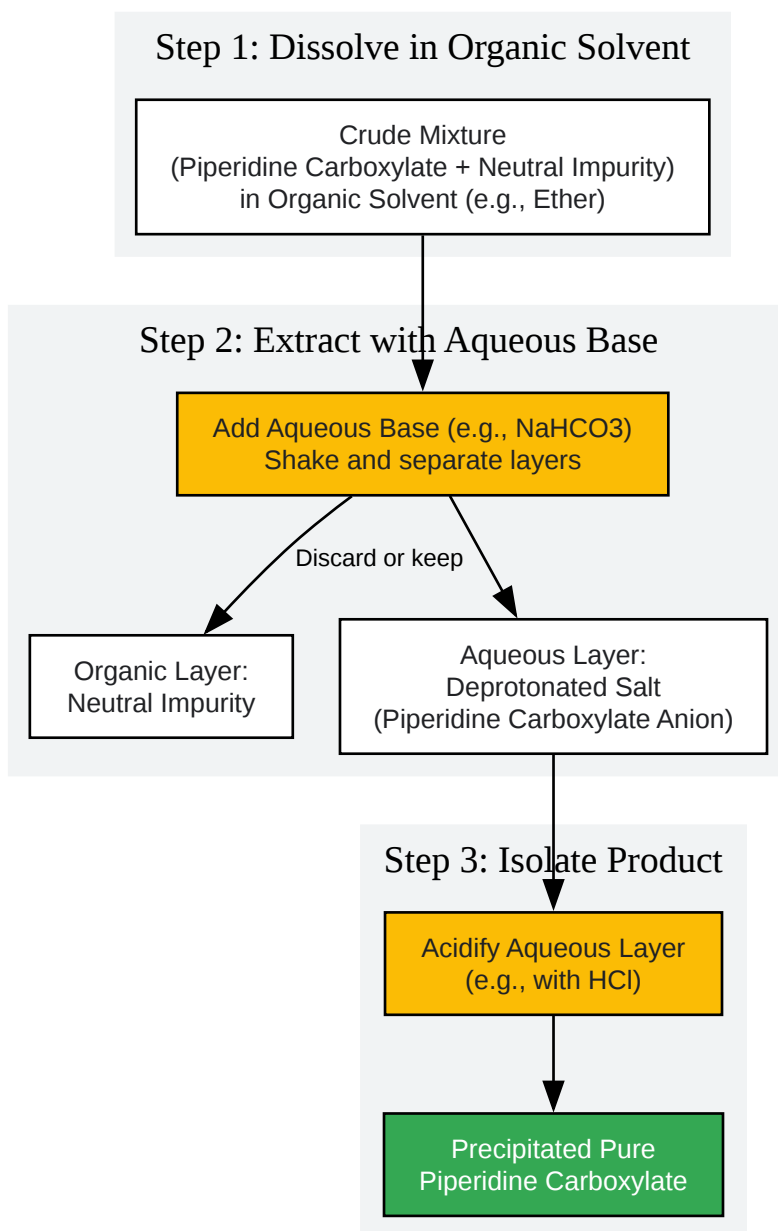 Step 1: Dissolve in Organic Solvent
Crude Mixture
(Piperidine Carboxylate + Neutral Impurity)
in Organic Solvent (e.g., Ether)
Step 2: Extract with Aqueous Base
Add Aqueous Base (e.g., NaHCO3)
Shake and separate layers
Discard or keep
Organic Layer:
Neutral Impurity
Aqueous Layer:
Deprotonated Salt
(Piperidine Carboxylate Anion)
Step 3: Isolate Product
Acidify Aqueous Layer
(e.g., with HCl)
Precipitated Pure
Piperidine Carboxylate